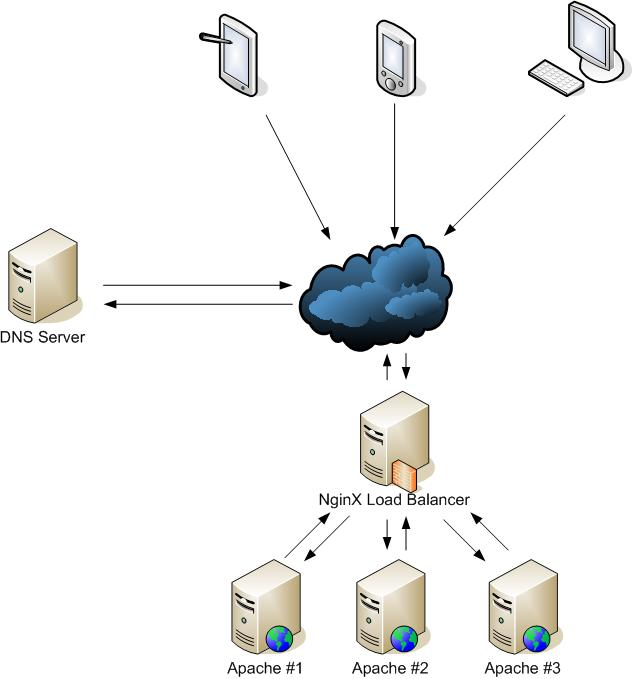 DNS Server
NginX Load Balancer
Apache #1
Apache #2
Apache #3